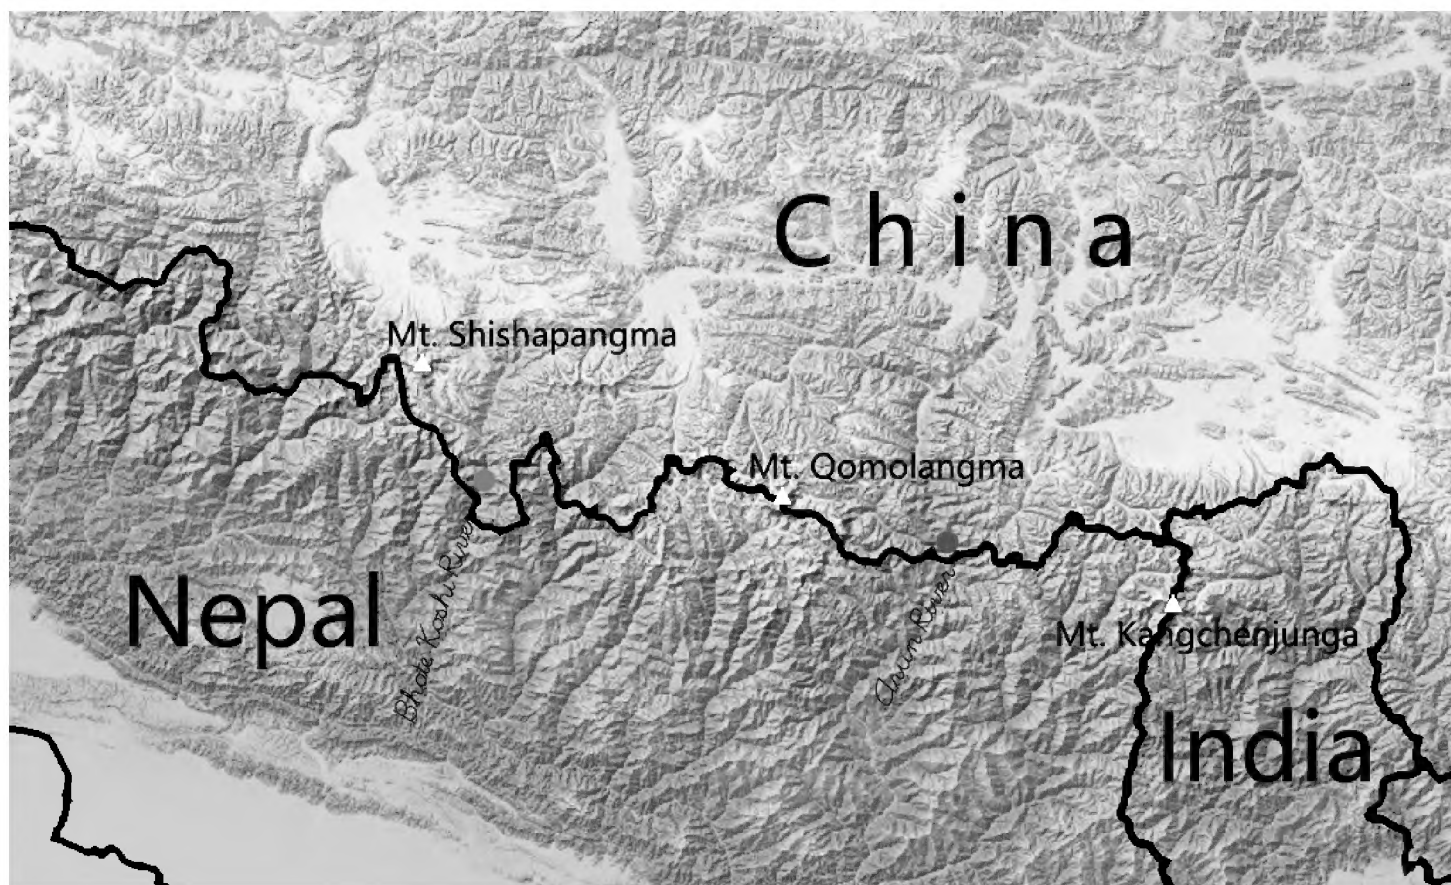 China
Mt. Shishapangma
Mt. Qomolangma
Nepal
Bhote Koshi River
Arun River
Mt. Kangchenjunga
India